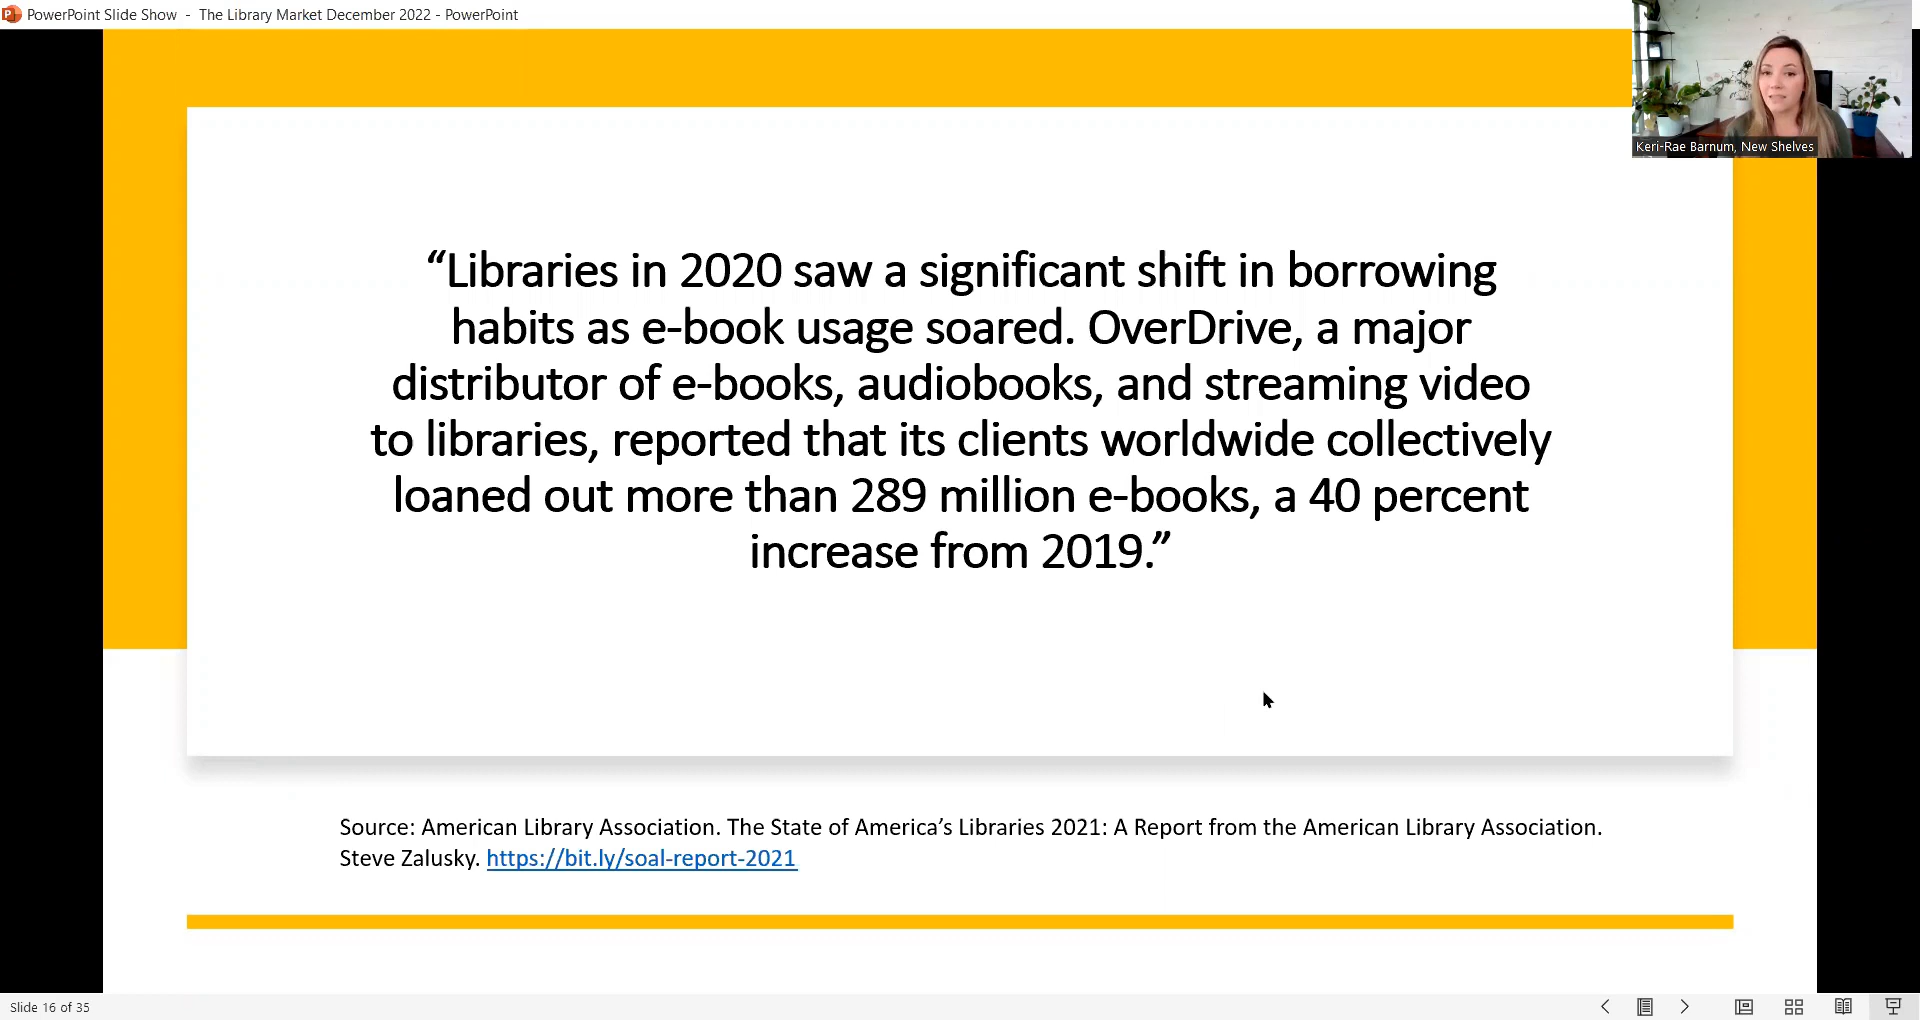 PowerPoint Slide Show - The Library Market December 2022 - PowerPoint
Keri-Rae Barnum, New Shelves
“Libraries in 2020 saw a significant shift in borrowing
habits as e-book usage soared. OverDrive, a major
distributor of e-books, audiobooks, and streaming video
to libraries, reported that its clients worldwide collectively
loaned out more than 289 million e-books, a 40 percent
increase from 2019.”
Source: American Library Association. The State of America’s Libraries 2021: A Report from the American Library Association.
Steve Zalusky. https://bit.ly/soal-report-2021
Slide 16 of 35